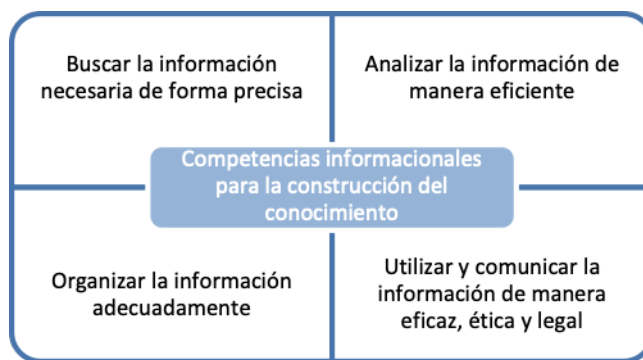 Buscar la información
necesaria de forma precisa
Analizar la información de
manera eficiente
Competencias informacionales
para la construcción del
conocimiento
Organizar la información
adecuadamente
Utilizar y comunicar la
información de manera
eficaz, ética y legal